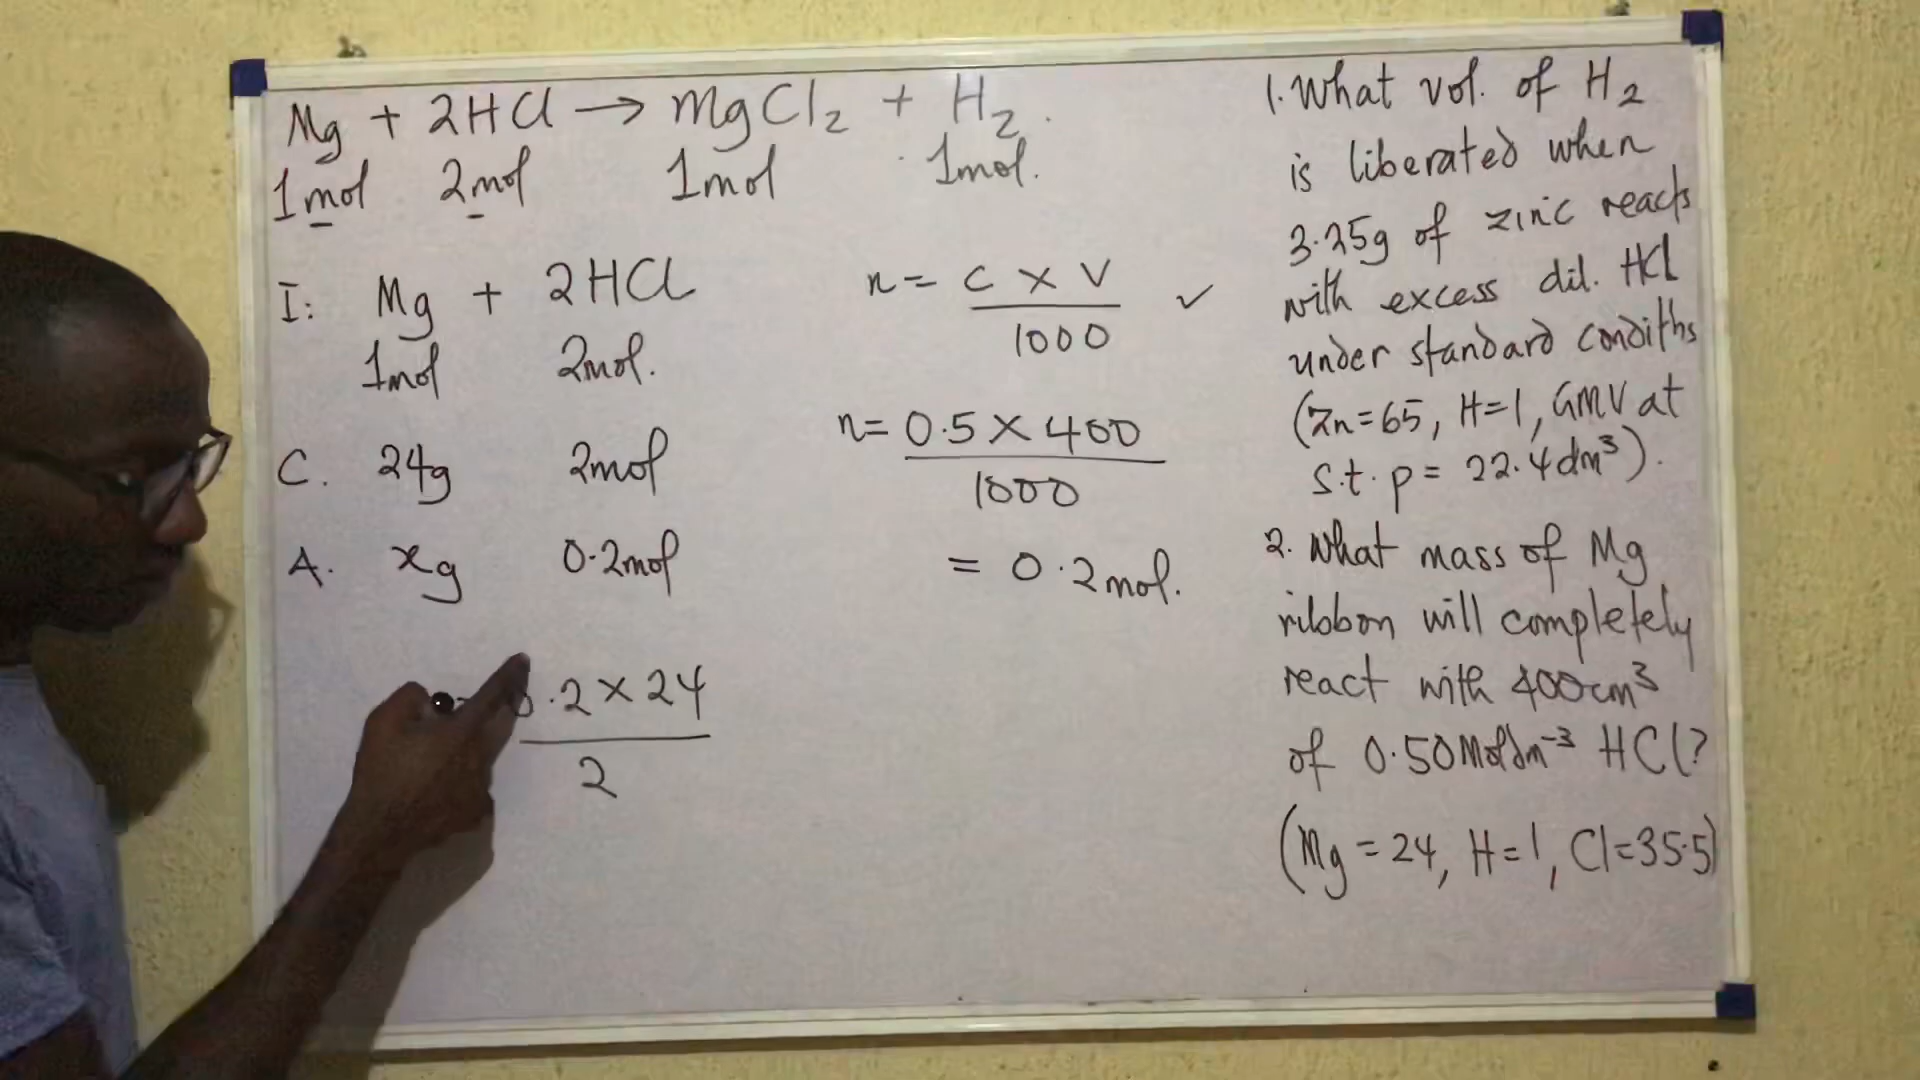 Mg + 2HCl → MgCl₂ + H₂.
1mol 2mol 1mol 1mol.
I: Mg + 2HCl
1mol 2mol.
C. 24g 2mol
A. xg 0.2mol
0.2 × 24
2
n = C × V
1000 ✓
n = 0.5 × 400
1000
= 0.2mol.
1. What vol. of H₂
is liberated when
3.25g of zinc reacts
with excess dil. HCl
under standard condiths
(Zn=65, H=1, GMV at
s.t.p = 22.4dm³).
2. What mass of Mg
ribbon will completely
react with 400cm³
of 0.50Moldm⁻³ HCl?
(Mg = 24, H=1, Cl=35.5)